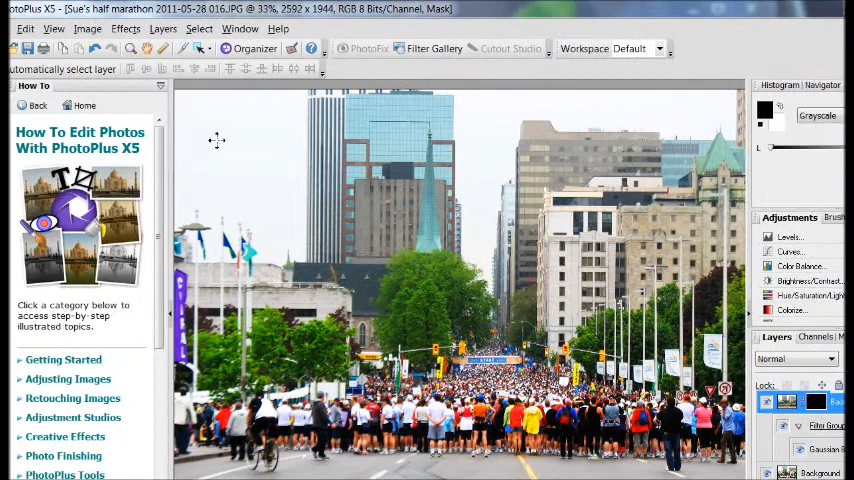 otoPlus X5 - [Sue's half marathon 2011-05-28 016.JPG @ 33%, 2592 x 1944, RGB 8 Bits/Channel, Mask]
Edit View Image Effects Layers Select Window Help
Organizer PhotoFix Filter Gallery Cutout Studio Workspace Default
utomatically select layer
How To
Back Home
How To Edit Photos
With PhotoPlus X5
T
Click a category below to
access step-by-step
illustrated topics.
Getting Started
Adjusting Images
Retouching Images
Adjustment Studios
Creative Effects
Photo Finishing
PhotoPlus Tools
START
Histogram Navigator
Grayscale
L
Adjustments Brush
Levels...
Curves...
Color Balance...
Brightness/Contrast...
Hue/Saturation/
Colorize...
Layers Channels
Normal
Lock:
Bac
Filter Group
Gaussian B
Background